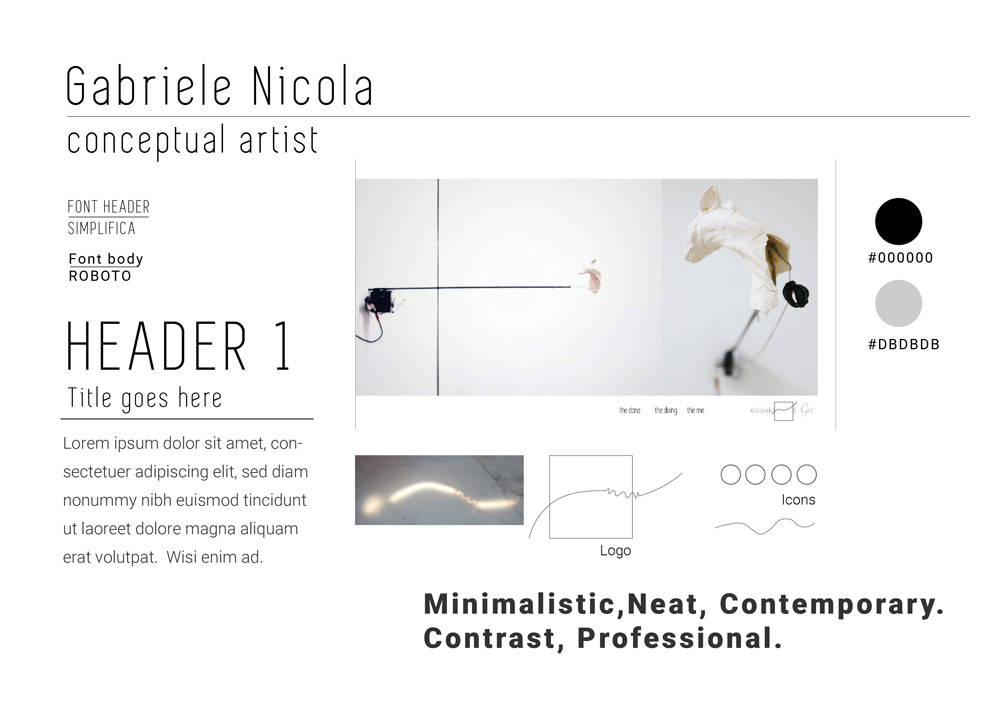 Gabriele Nicola
conceptual artist
FONT HEADER
SIMPLIFICA
Font body
ROBOTO
HEADER 1
Title goes here
Lorem ipsum dolor sit amet, con-
sectetuer adipiscing elit, sed diam
nonummy nibh euismod tincidunt
ut laoreet dolore magna aliquam
erat volutpat. Wisi enim ad.
the done the doing the me
#000000
#DBDBDB
Icons
Logo
Minimalistic,Neat, Contemporary.
Contrast, Professional.